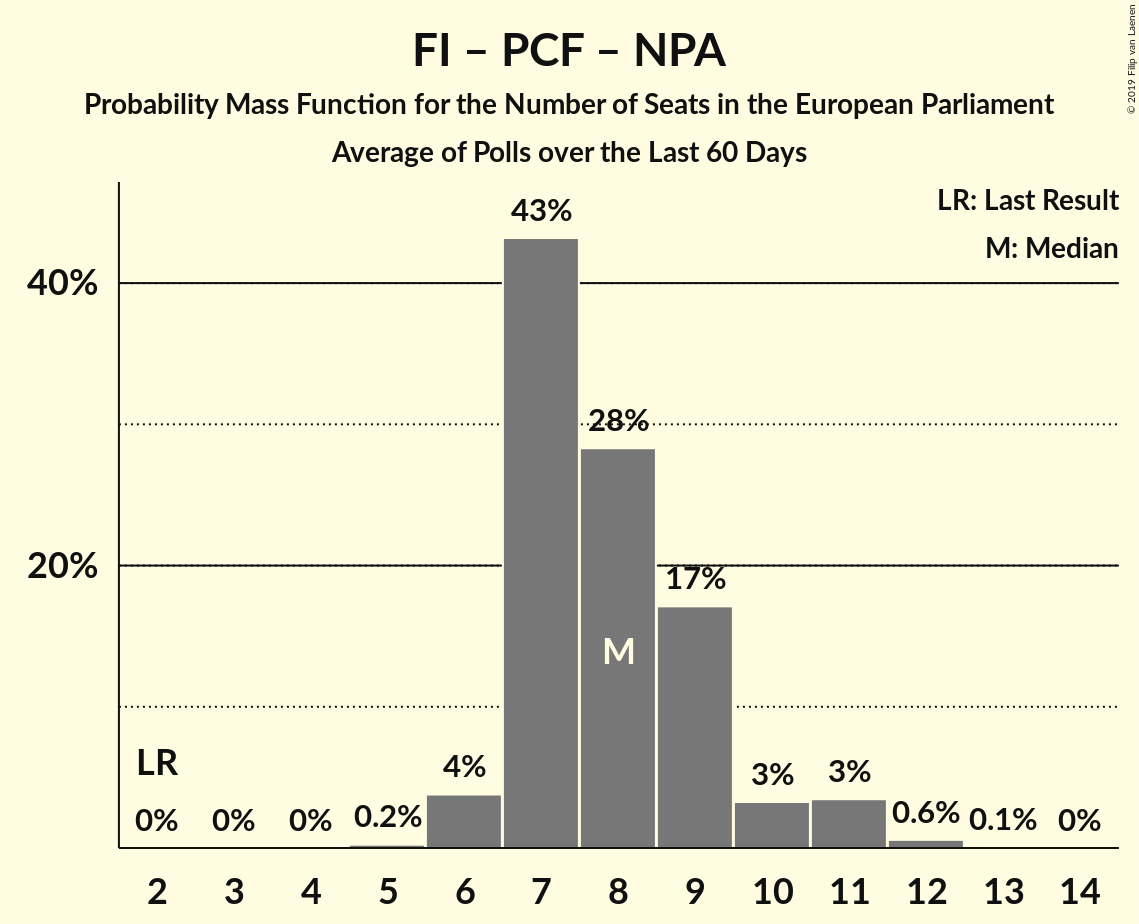 FI – PCF – NPA
Probability Mass Function for the Number of Seats in the European Parliament
Average of Polls over the Last 60 Days
© 2019 Filip van Laenen
LR: Last Result
M: Median
43%
40%
28%
20%
17%
M
LR
0% 0% 0% 0.2% 4% 3% 3% 0.6% 0.1% 0%
2 3 4 5 6 7 8 9 10 11 12 13 14